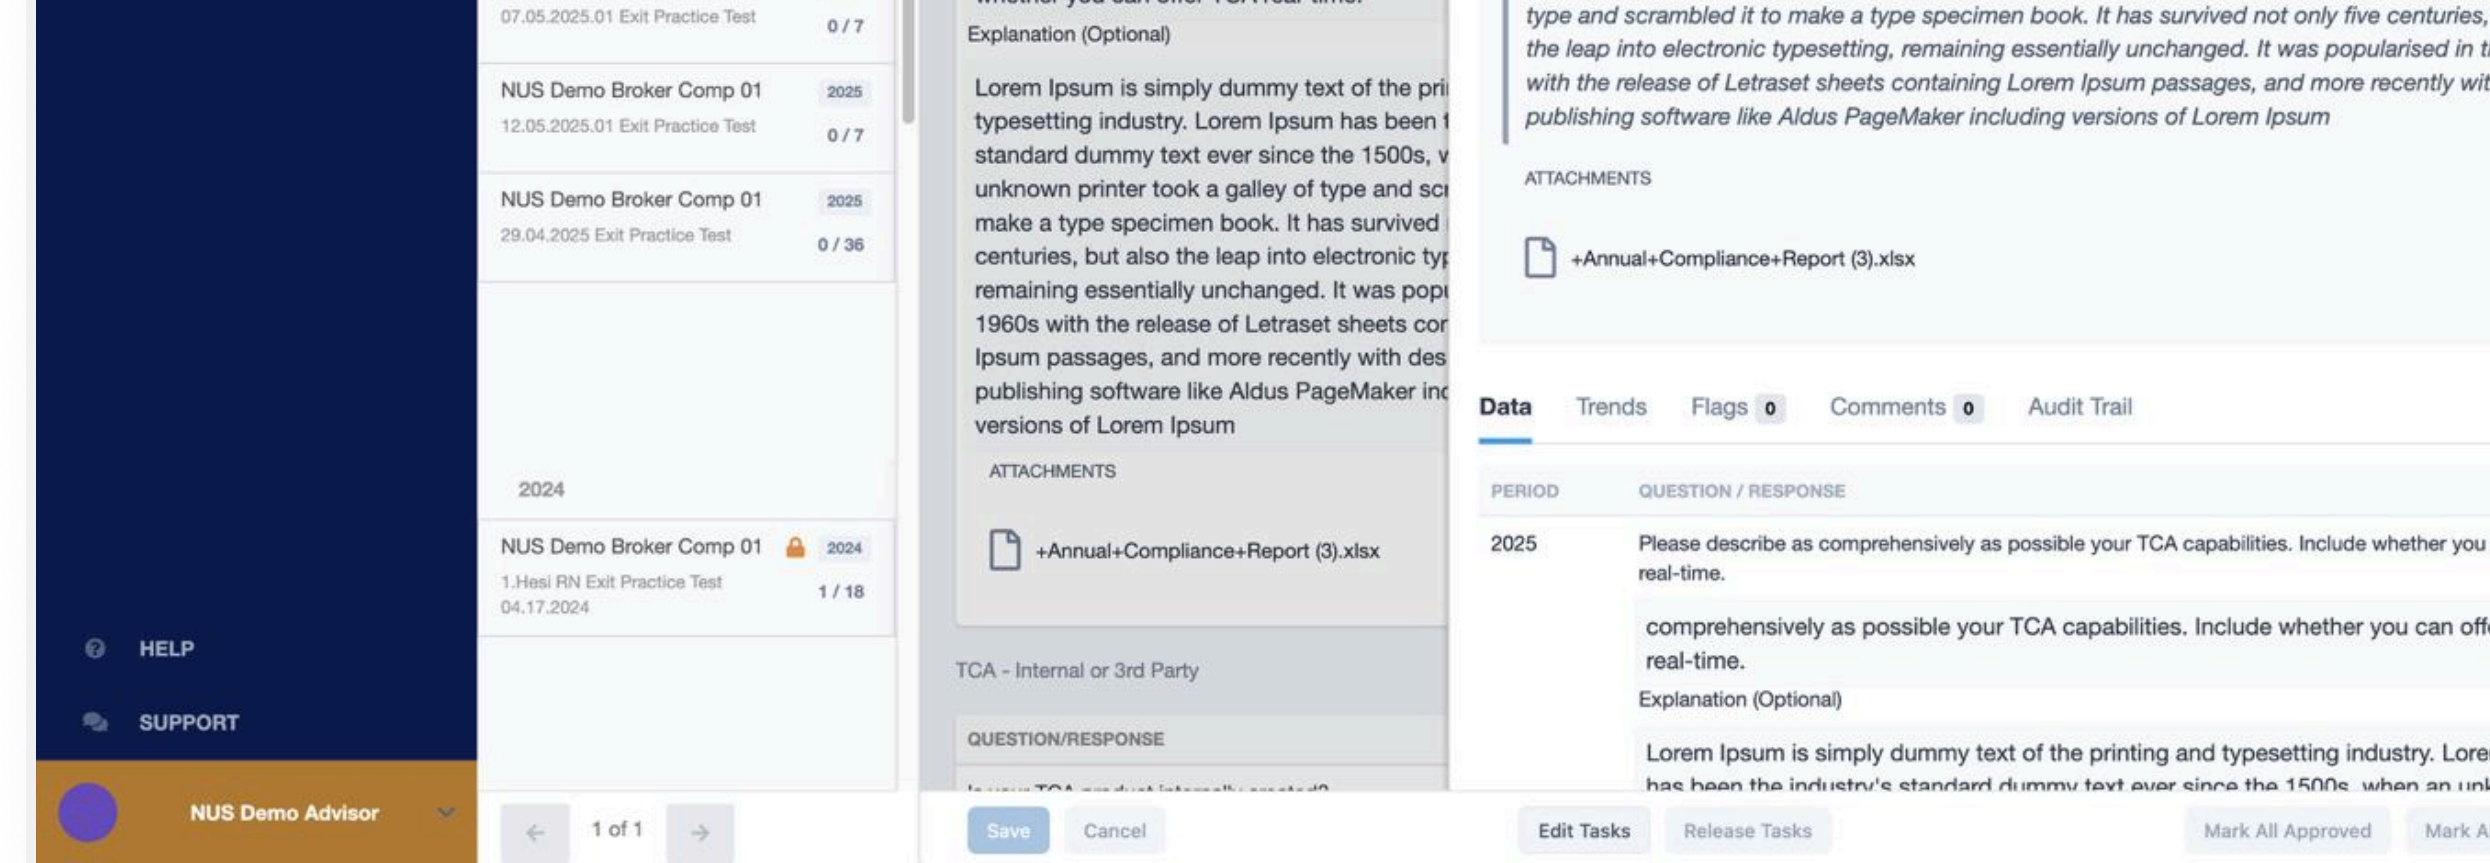 HELP
SUPPORT
NUS Demo Advisor
07.05.2025.01 Exit Practice Test
0 / 7
NUS Demo Broker Comp 01 2025
12.05.2025.01 Exit Practice Test
0 / 7
NUS Demo Broker Comp 01 2025
29.04.2025 Exit Practice Test
0 / 36
2024
NUS Demo Broker Comp 01 2024
1.Hesi RN Exit Practice Test
04.17.2024
1 / 18
1 of 1
Explanation (Optional)
Lorem Ipsum is simply dummy text of the
typesetting industry. Lorem Ipsum has been
standard dummy text ever since the 1500s,
unknown printer took a galley of type and
make a type specimen book. It has survived
centuries, but also the leap into electronic
remaining essentially unchanged. It was
1960s with the release of Letraset sheets
Ipsum passages, and more recently with
publishing software like Aldus PageMaker
versions of Lorem Ipsum
ATTACHMENTS
+Annual+Compliance+Report (3).xlsx
TCA - Internal or 3rd Party
QUESTION/RESPONSE
Save Cancel
type and scrambled it to make a type specimen book. It has survived not only five centuries,
the leap into electronic typesetting, remaining essentially unchanged. It was popularised in
with the release of Letraset sheets containing Lorem Ipsum passages, and more recently
publishing software like Aldus PageMaker including versions of Lorem Ipsum
ATTACHMENTS
+Annual+Compliance+Report (3).xlsx
Data Trends Flags 0 Comments 0 Audit Trail
PERIOD QUESTION / RESPONSE
2025 Please describe as comprehensively as possible your TCA capabilities. Include whether you
real-time.
comprehensively as possible your TCA capabilities. Include whether you can
real-time.
Explanation (Optional)
Lorem Ipsum is simply dummy text of the printing and typesetting industry.
has been the industry's standard dummy text ever since the 1500s, when an
Edit Tasks Release Tasks Mark All Approved Mark